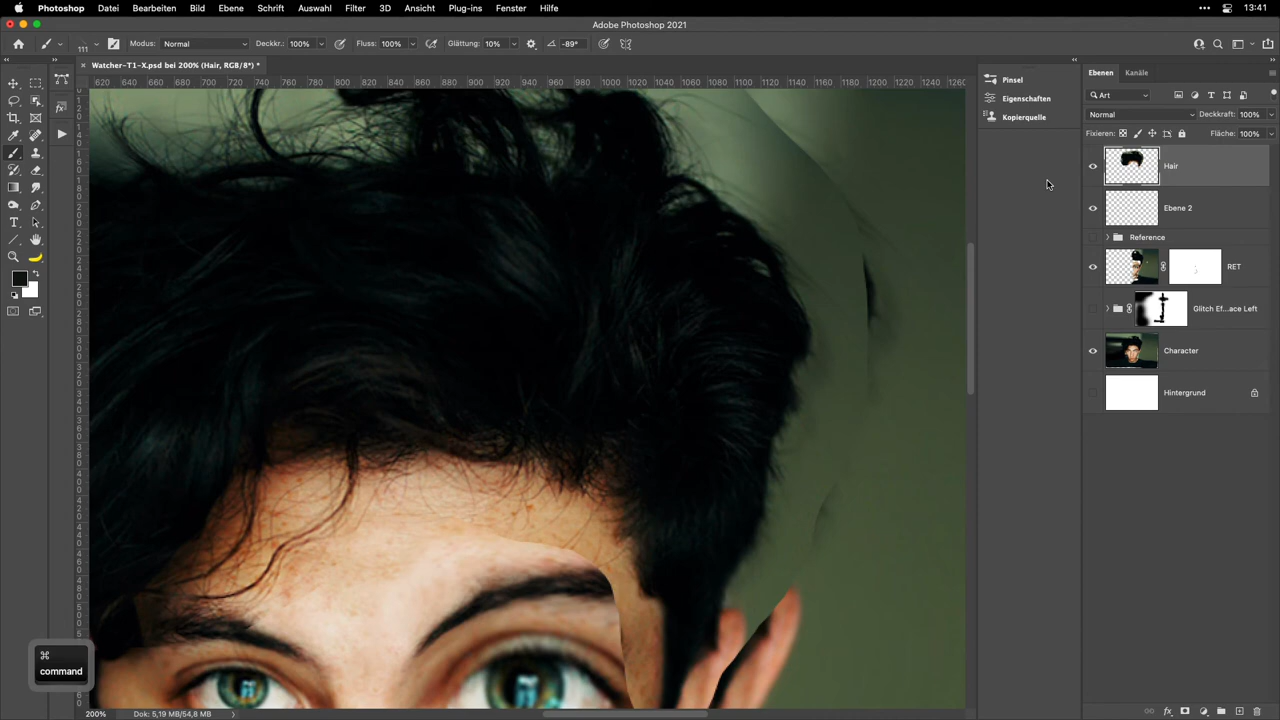 Photoshop Datei Bearbeiten Bild Ebene Schrift Auswahl Filter 3D Ansicht Plug-ins Fenster Hilfe 13:41
Adobe Photoshop 2021
111 Modus: Normal Deckkr.: 100% Fluss: 100% Glättung: 10% -89°
Watcher-T1-X.psd bei 200% (Hair, RGB/8*) *
620 640 660 680 700 720 740 760 780 800 820 840 860 880 900 920 940 960 980 1000 1020 1040 1060 1080 1100 1120 1140 1160 1180 1200 1220 1240 1260
Pinsel
Eigenschaften
Kopierquelle
Ebenen Kanäle
Art
Normal Deckkraft: 100%
Fixieren: Fläche: 100%
Hair
Ebene 2
Reference
RET
Glitch Ef...ace Left
Character
Hintergrund
⌘
command
200% Dok: 5,19 MB/54,8 MB